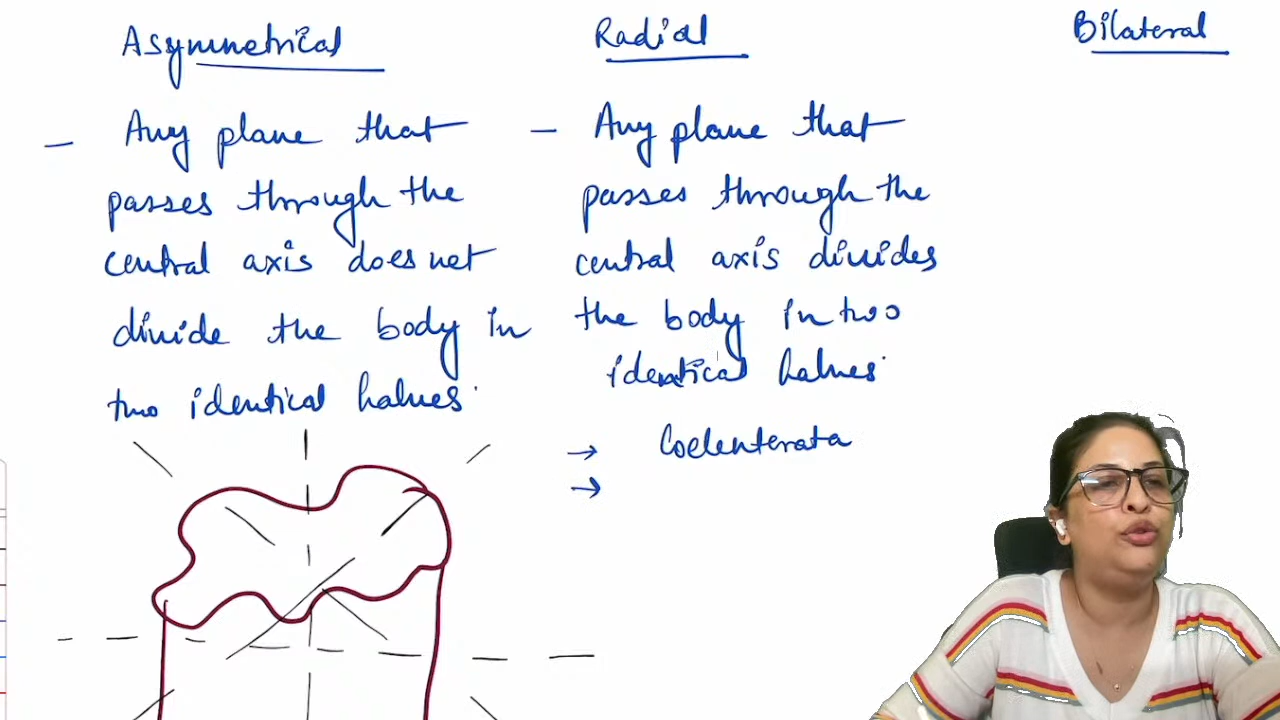 Asymmetrical
Radial
Bilateral
- Any plane that
passes through the
central axis does not
divide the body in
two identical halves.
- Any plane that
passes through the
central axis divides
the body in two
identical halves.
→ Coelenterata
→